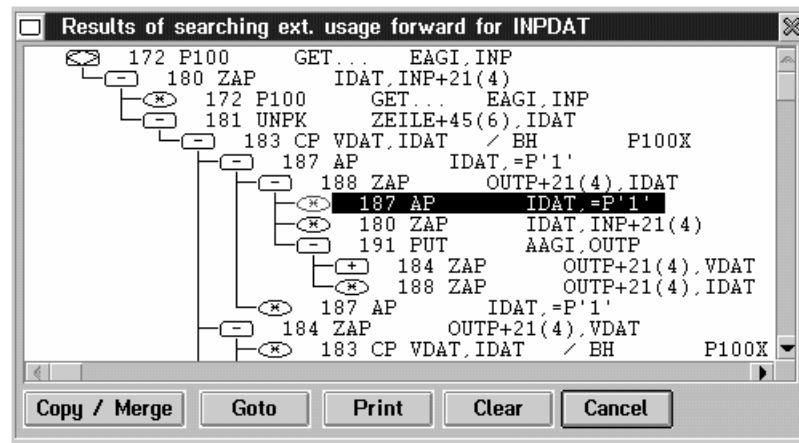 Results of searching ext. usage forward for INPDAT
172 P100 GET... EAGI,INP
180 ZAP IDAT,INP+21(4)
172 P100 GET... EAGI,INP
181 UNPK ZEILE+45(6),IDAT
183 CP VDAT,IDAT / BH P100X
187 AP IDAT,=P'1'
188 ZAP OUTP+21(4),IDAT
187 AP IDAT,=P'1'
180 ZAP IDAT,INP+21(4)
191 PUT AAGI,OUTP
184 ZAP OUTP+21(4),VDAT
188 ZAP OUTP+21(4),IDAT
187 AP IDAT,=P'1'
184 ZAP OUTP+21(4),VDAT
183 CP VDAT,IDAT / BH P100X
Copy / Merge Goto Print Clear Cancel